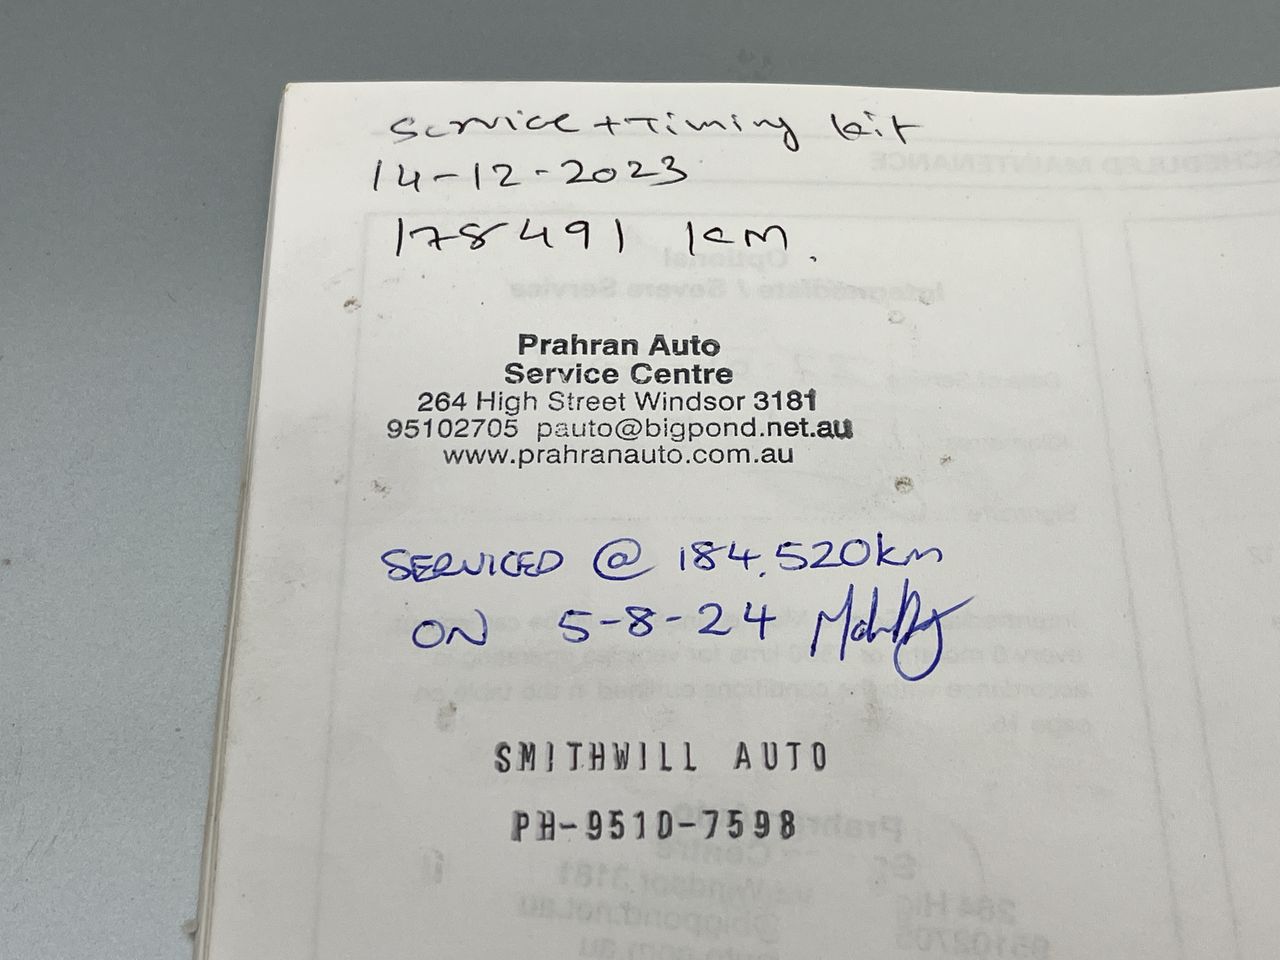 Service + Timing kit
14-12-2023
178491 KM.
Prahran Auto
Service Centre
264 High Street Windsor 3181
95102705 pauto@bigpond.net.au
www.prahranauto.com.au
SERVICED @ 184,520km
ON 5-8-24
SMITHWILL AUTO
PH-9510-7598